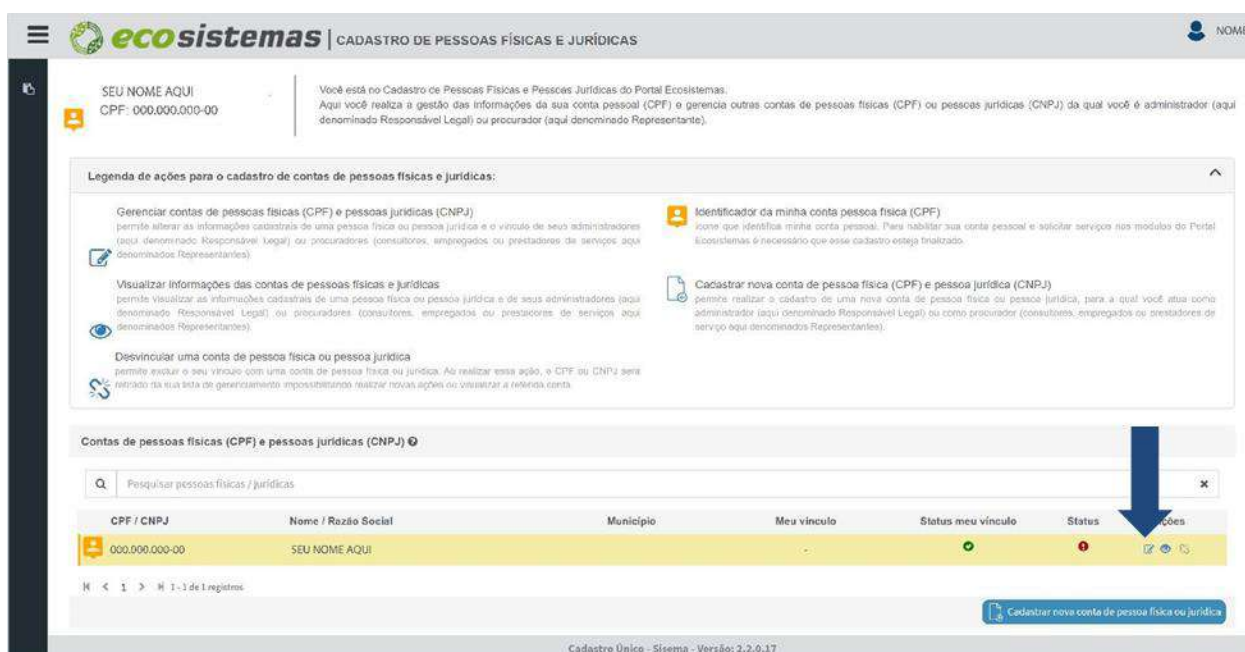 ecosistemas | CADASTRO DE PESSOAS FÍSICAS E JURÍDICAS
NOME
SEU NOME AQUI
CPF: 000.000.000-00
Você está no Cadastro de Pessoas Físicas e Pessoas Jurídicas do Portal Ecosistemas.
Aqui você realiza a gestão das informações da sua conta pessoal (CPF) e gerencia outras contas de pessoas físicas (CPF) ou pessoas jurídicas (CNPJ) da qual você é administrador (aqui
denominado Responsável Legal) ou procurador (aqui denominado Representante).
Legenda de ações para o cadastro de contas de pessoas físicas e jurídicas:
Gerenciar contas de pessoas físicas (CPF) e pessoas jurídicas (CNPJ)
permite alterar as informações cadastrais de uma pessoa física ou pessoa jurídica e o vínculo de seus administradores
(aqui denominado Responsável Legal) ou procuradores (consultores, empregados ou prestadores de serviços aqui
denominados Representantes)
Visualizar informações das contas de pessoas físicas e jurídicas
permite visualizar as informações cadastrais de uma pessoa física ou pessoa jurídica e de seus administradores (aqui
denominado Responsável Legal) ou procuradores (consultores, empregados ou prestadores de serviços aqui
denominados Representantes).
Desvincular uma conta de pessoa física ou pessoa jurídica
permite excluir o seu vínculo com uma conta de pessoa física ou jurídica. Ao realizar essa ação, o CPF ou CNPJ será
retirado da sua lista de gerenciamento impossibilitando realizar novas ações ou visualizar a referida conta.
Identificador da minha conta pessoa física (CPF)
ícone que identifica minha conta pessoal. Para habilitar sua conta pessoal e solicitar serviços nos módulos do Portal
Ecosistemas é necessário que esse cadastro esteja finalizado.
Cadastrar nova conta de pessoa física (CPF) e pessoa jurídica (CNPJ)
permite realizar o cadastro de uma nova conta de pessoa física ou pessoa jurídica, para a qual você atua como
administrador (aqui denominado Responsável Legal) ou como procurador (consultores, empregados ou prestadores de
serviço aqui denominados Representantes).
Contas de pessoas físicas (CPF) e pessoas jurídicas (CNPJ)
Pesquisar pessoas físicas / jurídicas
CPF / CNPJ Nome / Razão Social Município Meu vínculo Status meu vínculo Status ções
000.000.000-00 SEU NOME AQUI -
1 1 - 1 de 1 registros
Cadastrar nova conta de pessoa física ou jurídica
Cadastro Único - Sisema - Versão: 2.2.0.17